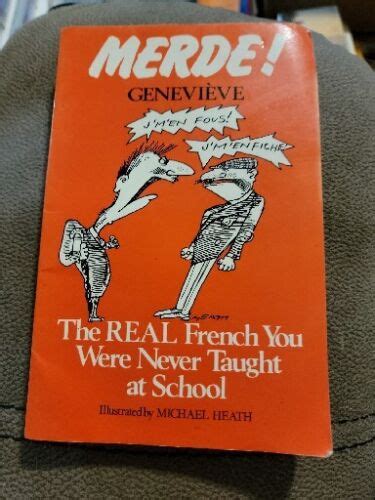 MERDE!
GENEVIÈVE
J'M'EN FOUS!
J'M'EN FICHE
The REAL French You
Were Never Taught
at School
Illustrated by MICHAEL HEATH